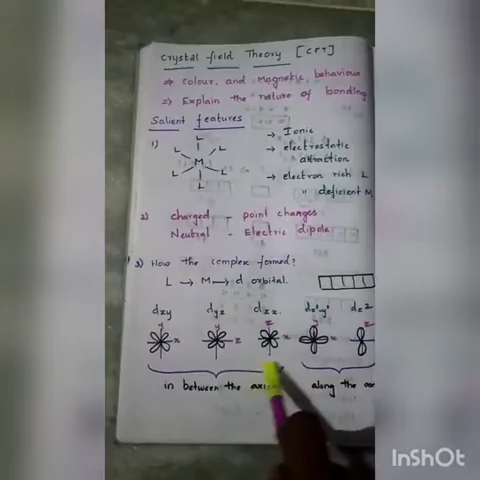 Crystal field Theory [CFT]
⇒ Colour, and Magnetic behaviour
⇒ Explain the nature of bonding
Salient features
1)
L
L
L
M
L
L
L
→ Ionic
→ electrostatic
attraction
→ electron rich L
" deficient M
2) charged - point charges
Neutral - Electric dipole
3) How the complex formed?
L → M → d orbital.
dxy dyz dzx. dx²-y² dz²
y y z y z
x z x x
in between the axis along the
InShOt